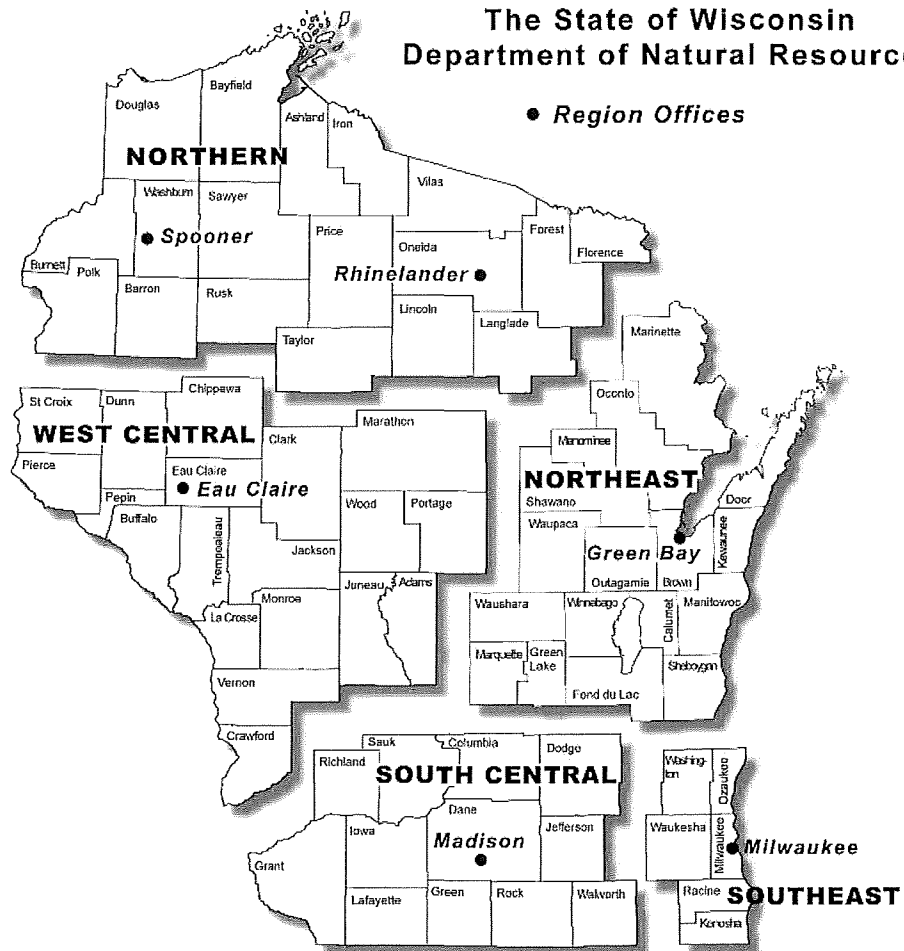 The State of Wisconsin
Department of Natural Resourc
Region Offices
Bayfield
Douglas
Ashland
Iron
NORTHERN
Vilas
Washburn
Sawyer
Price
Forest
Spooner
Oneida
Florence
Burnett
Polk
Rhinelander
Barron
Rusk
Lincoln
Langlade
Taylor
Marinette
Chippewa
St Croix
Dunn
Oconto
Marathon
WEST CENTRAL
Clark
Menominee
Pierce
Eau Claire
NORTHEAST
Eau Claire
Door
Pepin
Wood
Portage
Shawano
Buffalo
Waupaca
Kewaunee
Trempealeau
Jackson
Green Bay
Juneau
Adams
Outagamie
Brown
Monroe
Waushara
Winnebago
Calumet
Manitowoc
La Crosse
Marquette
Green
Lake
Sheboygan
Vernon
Fond du Lac
Crawford
Sauk
Columbia
Dodge
Richland
Washing-
ton
Ozaukee
SOUTH CENTRAL
Dane
Iowa
Jefferson
Waukesha
Milwaukee
Madison
Milwaukee
Grant
Lafayette
Green
Rock
Walworth
Racine
SOUTHEAST
Kenosha